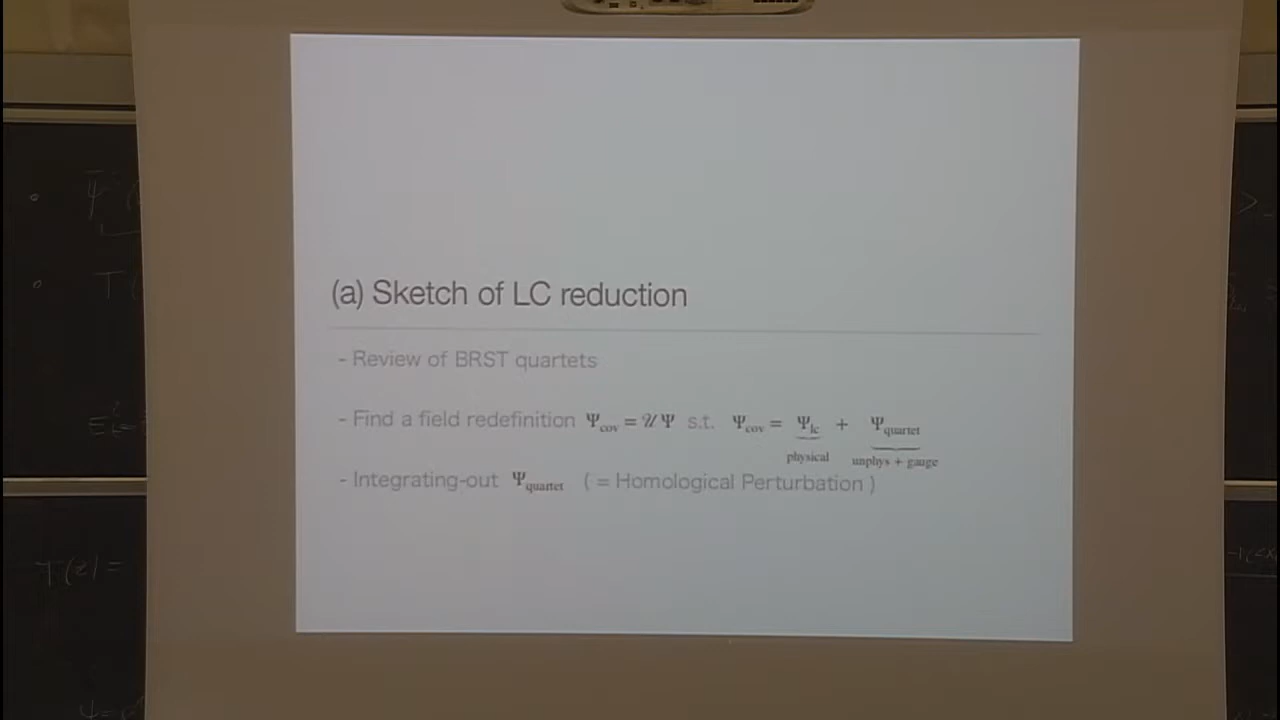 (a) Sketch of LC reduction
- Review of BRST quartets
- Find a field redefinition Ψ_cov = 𝒰 Ψ s.t. Ψ_cov = Ψ_lc + Ψ_quartet
physical unphys + gauge
- Integrating-out Ψ_quartet ( = Homological Perturbation )
T(z) =